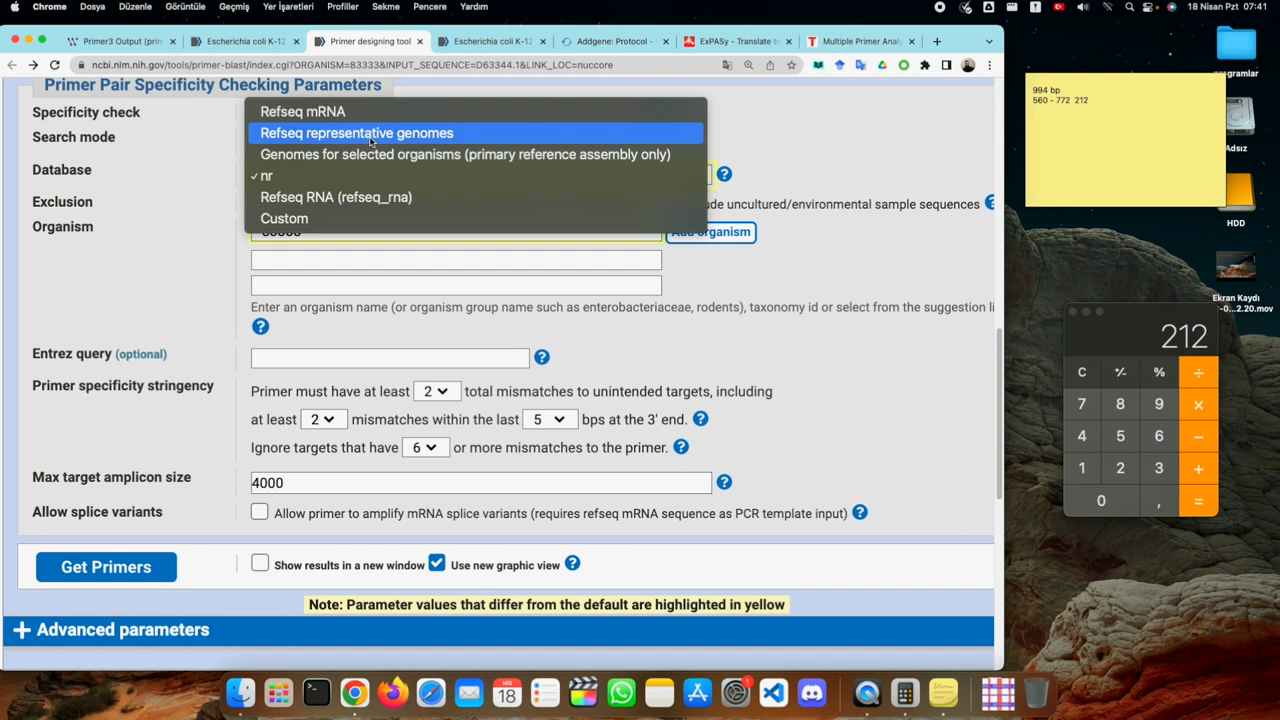 Chrome Dosya Düzenle Görüntüle Geçmiş Yer İşaretleri Profiller Sekme Pencere Yardım
18 Nisan Pzt 07:41
Primer3 Output (prim
Escherichia coli K-12
Primer designing tool
Escherichia coli K-12
Addgene: Protocol -
ExPASy - Translate to
Multiple Primer Analy
ncbi.nlm.nih.gov/tools/primer-blast/index.cgi?ORGANISM=83333&INPUT_SEQUENCE=D63344.1&LINK_LOC=nuccore
Primer Pair Specificity Checking Parameters
Specificity check
Search mode
Database
Exclusion
Organism
Refseq mRNA
Refseq representative genomes
Genomes for selected organisms (primary reference assembly only)
✓ nr
Refseq RNA (refseq_rna)
Custom
ude uncultured/environmental sample sequences
Add organism
Enter an organism name (or organism group name such as enterobacteriaceae, rodents), taxonomy id or select from the suggestion li
Entrez query (optional)
Primer specificity stringency
Primer must have at least 2 total mismatches to unintended targets, including
at least 2 mismatches within the last 5 bps at the 3' end.
Ignore targets that have 6 or more mismatches to the primer.
Max target amplicon size
4000
Allow splice variants
Allow primer to amplify mRNA splice variants (requires refseq mRNA sequence as PCR template input)
Get Primers
Show results in a new window Use new graphic view
Note: Parameter values that differ from the default are highlighted in yellow
+ Advanced parameters
994 bp
560 - 772 212
Adsız
HDD
Ekran Kaydı
-0...2.20.mov
212
C +/- % ÷
7 8 9 ×
4 5 6 −
1 2 3 +
0 , =
NİS
18
1